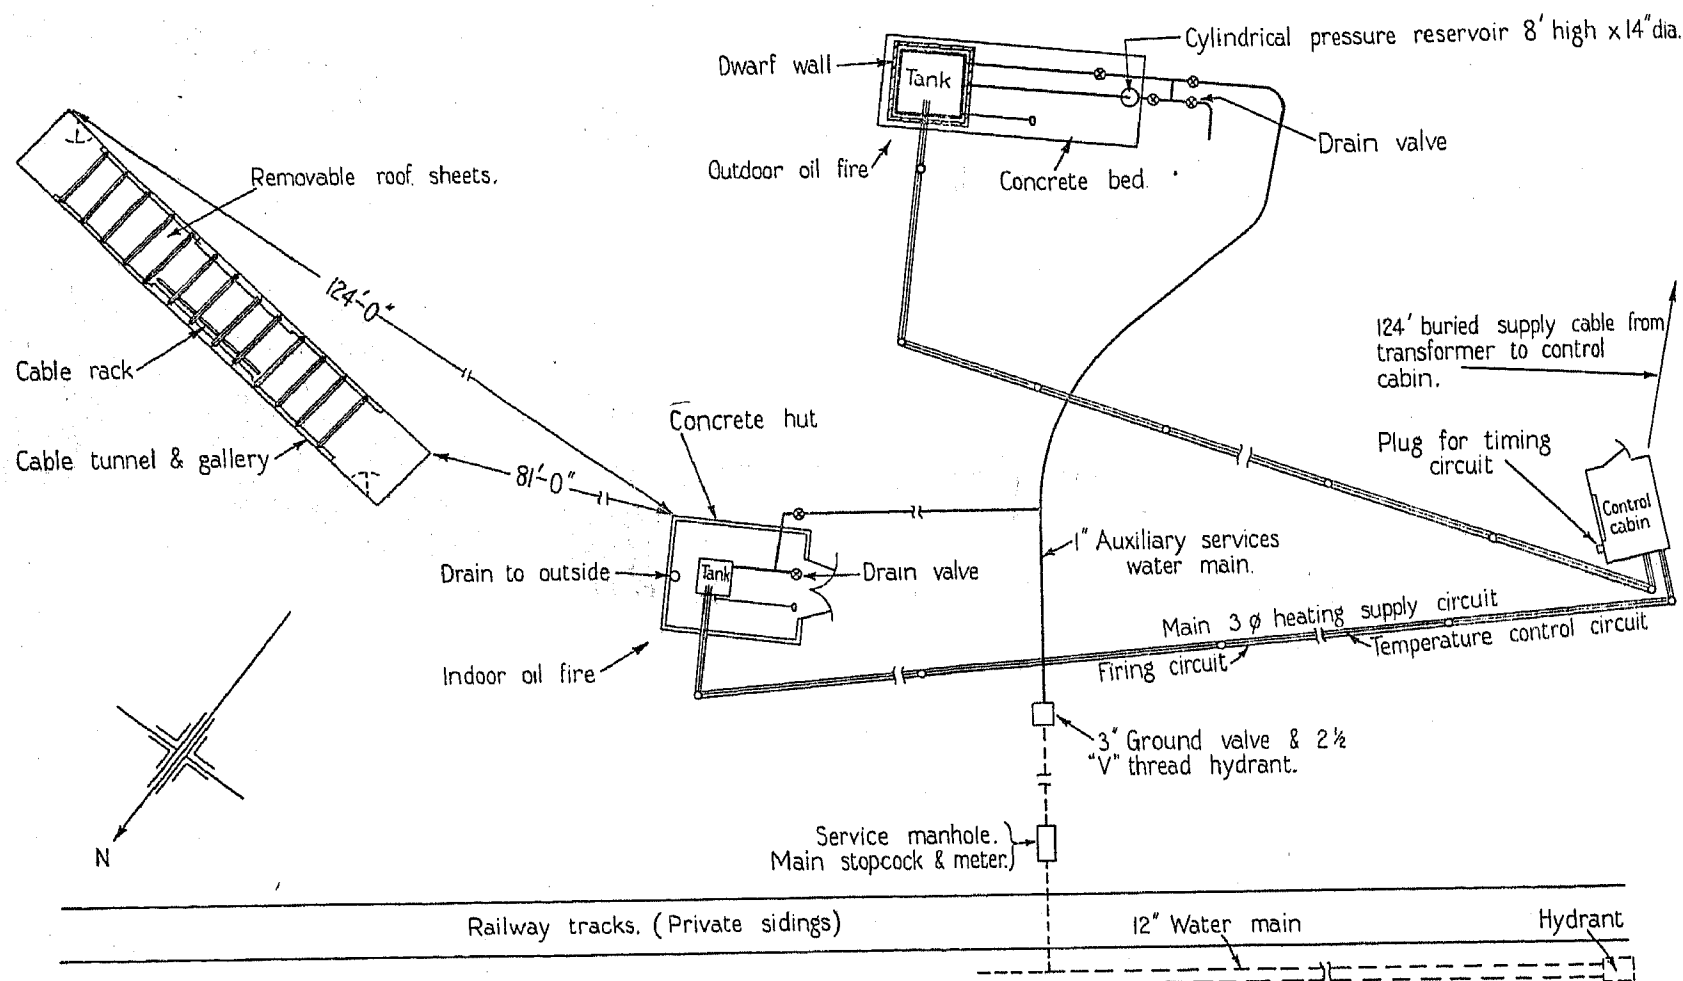 Cylindrical pressure reservoir 8' high x 14" dia.
Dwarf wall
Tank
Drain valve
Outdoor oil fire
Concrete bed.
Removable roof sheets.
124'-0"
124' buried supply cable from
transformer to control
cabin.
Cable rack
Concrete hut
Cable tunnel & gallery
81'-0"
Plug for timing
circuit
Control
cabin
1" Auxiliary services
water main.
Drain to outside
Tank
Drain valve
Main 3 ø heating supply circuit
Temperature control circuit
Firing circuit
Indoor oil fire
3" Ground valve & 2½
"V" thread hydrant.
N
Service manhole.
Main stopcock & meter.
Railway tracks. (Private sidings)
12" Water main
Hydrant